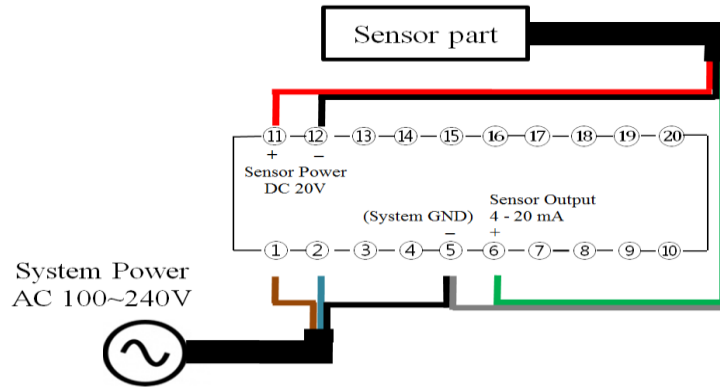 Sensor part
11 12 13 14 15 16 17 18 19 20
+ −
Sensor Power
DC 20V
Sensor Output
(System GND) 4 - 20 mA
− +
1 2 3 4 5 6 7 8 9 10
System Power
AC 100~240V